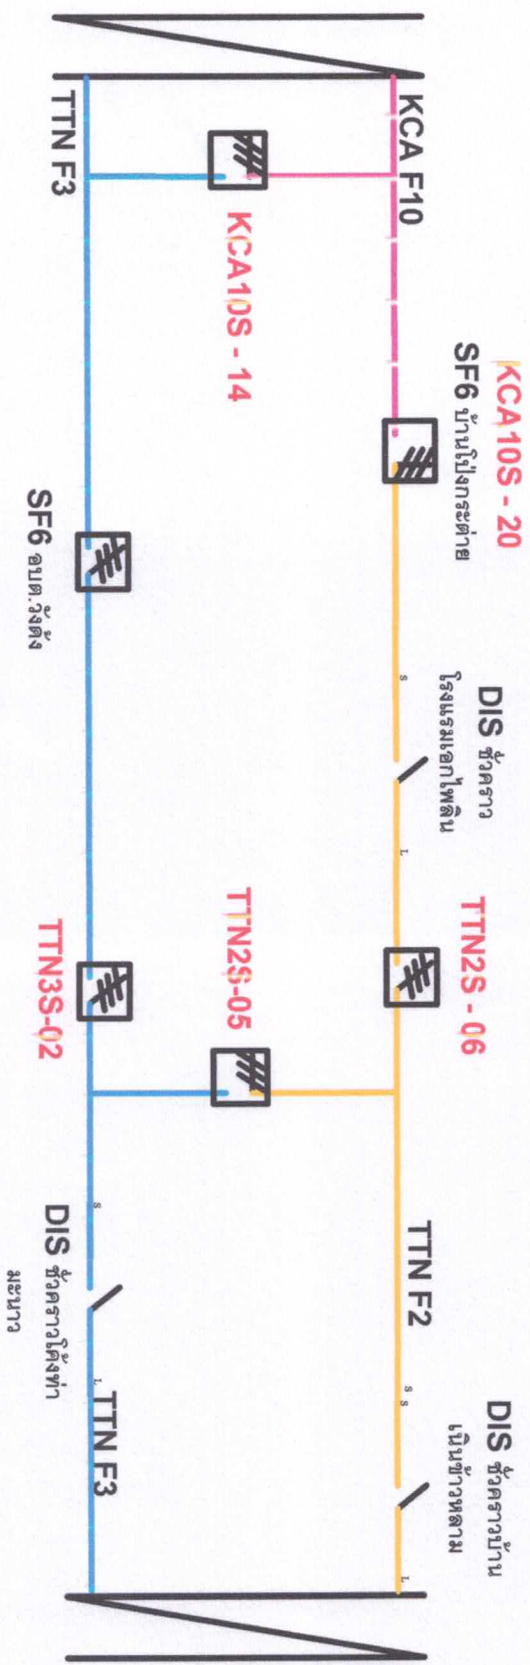 KCA10S - 20
SF6 บ้านโป่งกระต่าย
DIS ชั่วคราว
โรงแรมเอกไพลิน
TTN2S - 06
DIS ชั่วคราวบ้าน
เนินข้าวหลาม
KCA F10
S
L
TTN F2
S S
L
KCA10S - 14
TTN2S-05
TTN F3
SF6 อบต.วังด้ง
TTN3S-02
S
L
TTN F3
DIS ชั่วคราวโค้งท่า
มะนาว